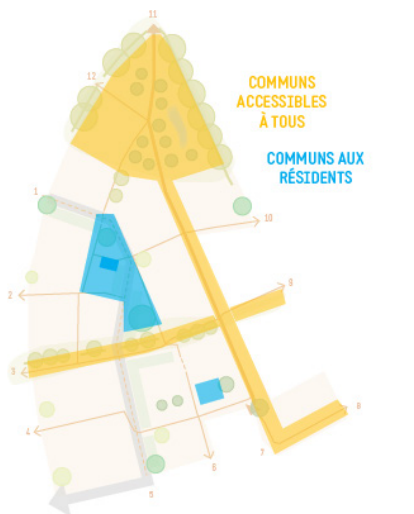 11
12
COMMUNS
ACCESSIBLES
À TOUS
COMMUNS AUX
RÉSIDENTS
1
10
2
9
3
8
4
7
6
5